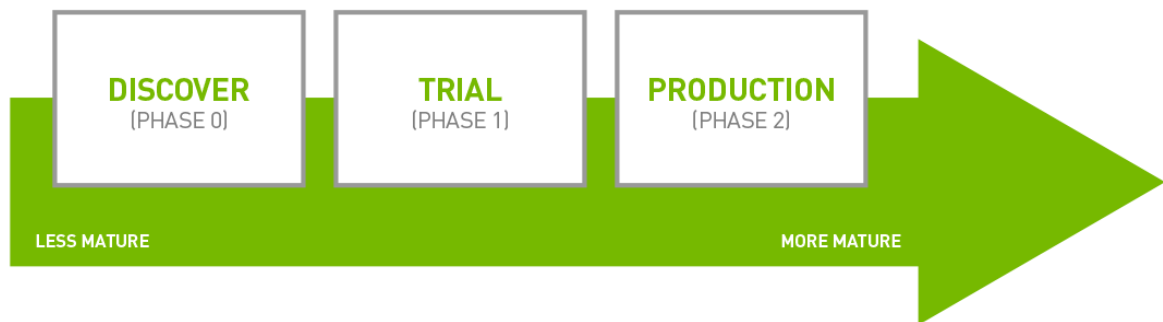 DISCOVER
(PHASE 0)
TRIAL
(PHASE 1)
PRODUCTION
(PHASE 2)
LESS MATURE
MORE MATURE